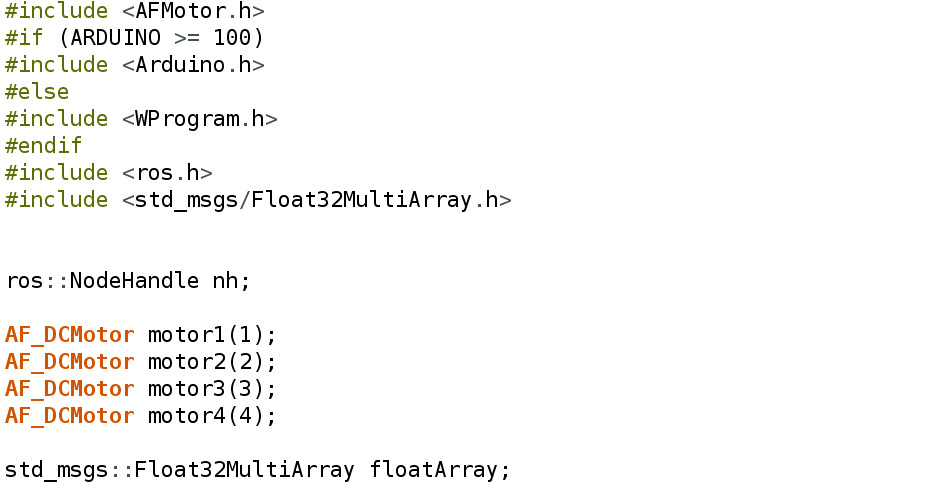 #include <AFMotor.h>
#if (ARDUINO >= 100)
#include <Arduino.h>
#else
#include <WProgram.h>
#endif
#include <ros.h>
#include <std_msgs/Float32MultiArray.h>
ros::NodeHandle nh;
AF_DCMotor motor1(1);
AF_DCMotor motor2(2);
AF_DCMotor motor3(3);
AF_DCMotor motor4(4);
std_msgs::Float32MultiArray floatArray;